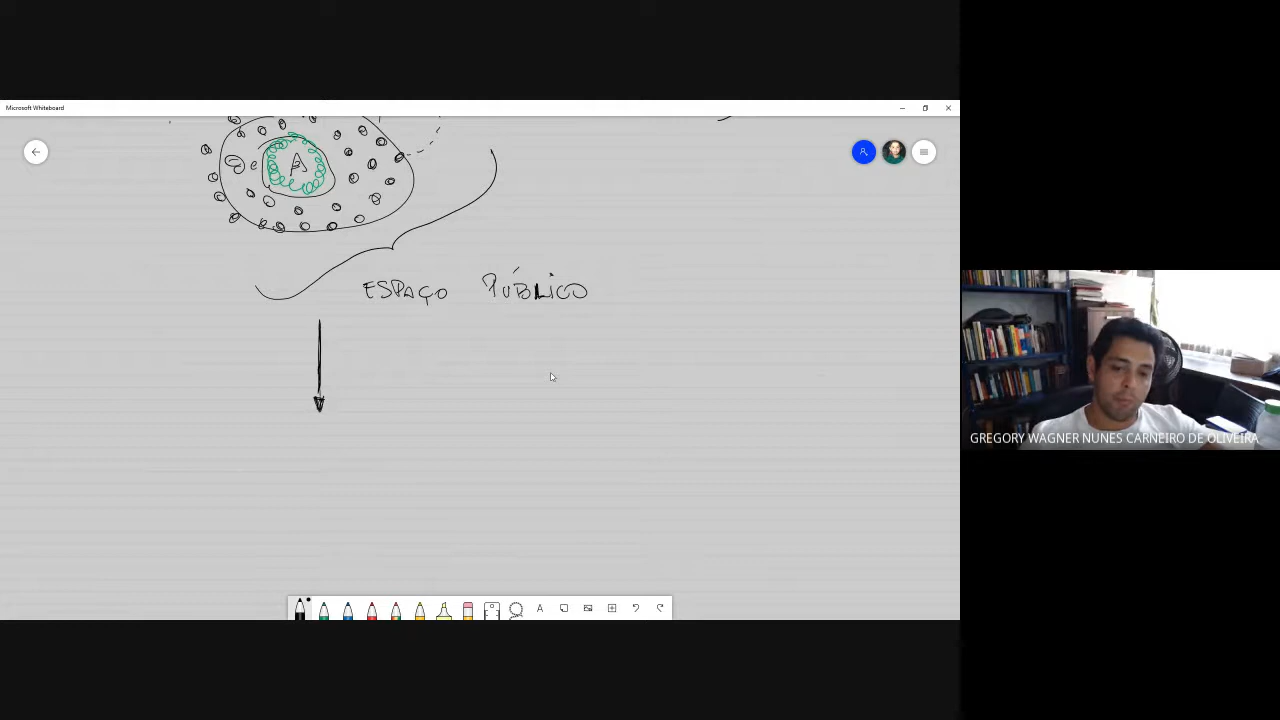 Microsoft Whiteboard
A
ESPAÇO PÚBLICO
GREGORY WAGNER NUNES CARNEIRO DE OLIVEIRA
A